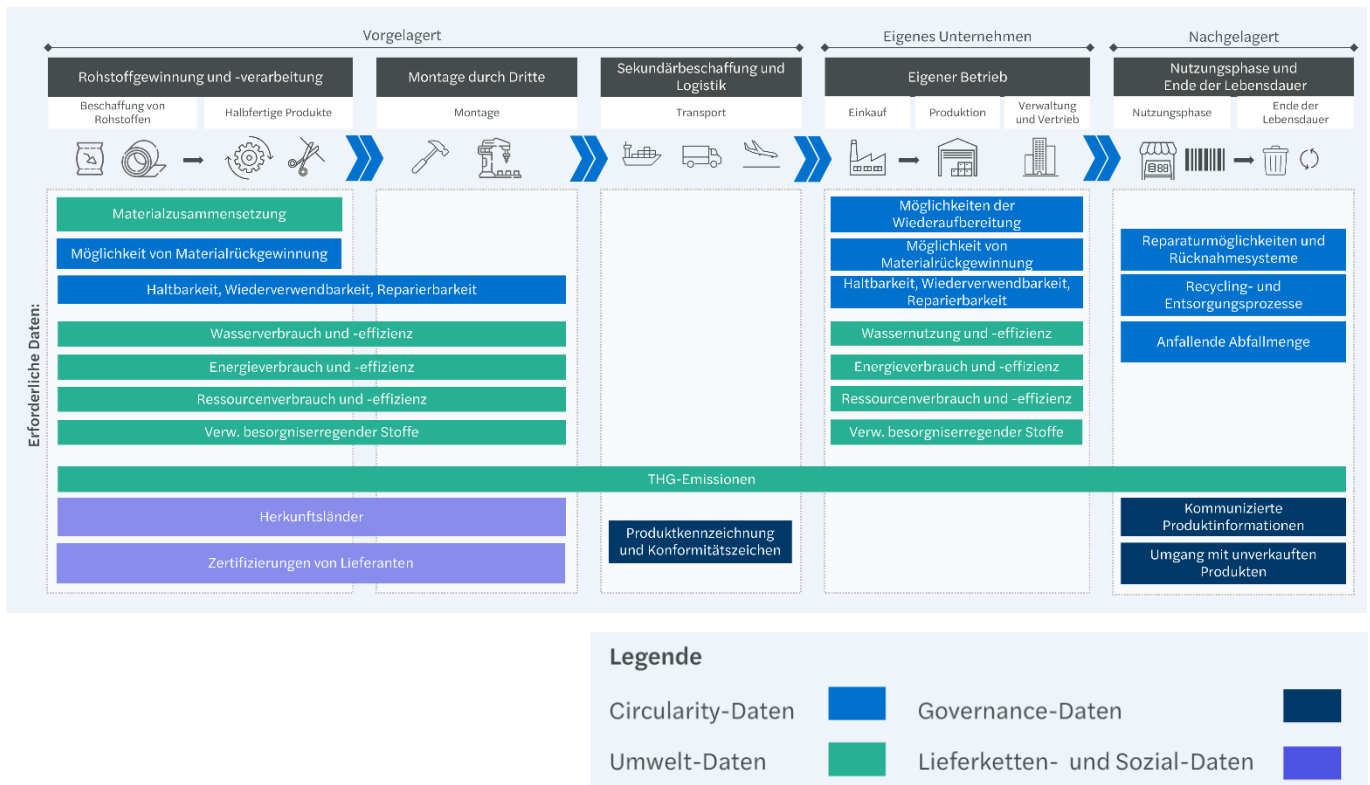 Vorgelagert
Eigenes Unternehmen
Nachgelagert
Rohstoffgewinnung und -verarbeitung
Montage durch Dritte
Sekundärbeschaffung und
Logistik
Eigener Betrieb
Nutzungsphase und
Ende der Lebensdauer
Beschaffung von
Rohstoffen
Halbfertige Produkte
Montage
Transport
Einkauf
Produktion
Verwaltung
und Vertrieb
Nutzungsphase
Ende der
Lebensdauer
Erforderliche Daten:
Materialzusammensetzung
Möglichkeit von Materialrückgewinnung
Haltbarkeit, Wiederverwendbarkeit, Reparierbarkeit
Wasserverbrauch und -effizienz
Energieverbrauch und -effizienz
Ressourcenverbrauch und -effizienz
Verw. besorgniserregender Stoffe
Möglichkeiten der
Wiederaufbereitung
Möglichkeit von
Materialrückgewinnung
Haltbarkeit, Wiederverwendbarkeit,
Reparierbarkeit
Wassernutzung und -effizienz
Energieverbrauch und -effizienz
Ressourcenverbrauch und -effizienz
Verw. besorgniserregender Stoffe
Reparaturmöglichkeiten und
Rücknahmesysteme
Recycling- und
Entsorgungsprozesse
Anfallende Abfallmenge
THG-Emissionen
Herkunftsländer
Zertifizierungen von Lieferanten
Produktkennzeichnung
und Konformitätszeichen
Kommunizierte
Produktinformationen
Umgang mit unverkauften
Produkten
Legende
Circularity-Daten
Governance-Daten
Umwelt-Daten
Lieferketten- und Sozial-Daten